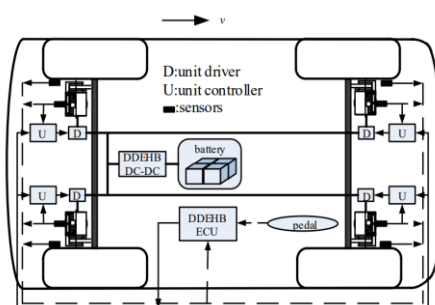 v
D:unit driver
U:unit controller
:sensors
U
D
D
U
battery
DDEHB
DC-DC
U
D
D
U
DDEHB
ECU
pedal